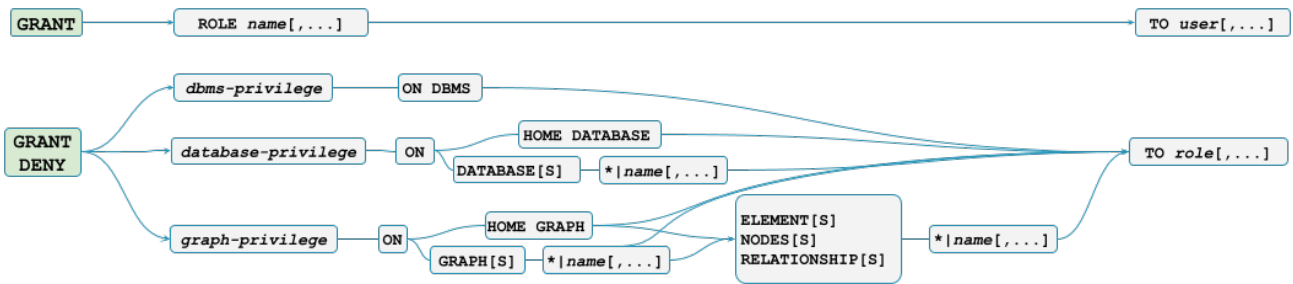 GRANT
ROLE name[,...]
TO user[,...]
dbms-privilege
ON DBMS
GRANT
DENY
database-privilege
ON
HOME DATABASE
DATABASE[S]
*|name[,...]
TO role[,...]
graph-privilege
ON
HOME GRAPH
GRAPH[S]
*|name[,...]
ELEMENT[S]
NODES[S]
RELATIONSHIP[S]
*|name[,...]